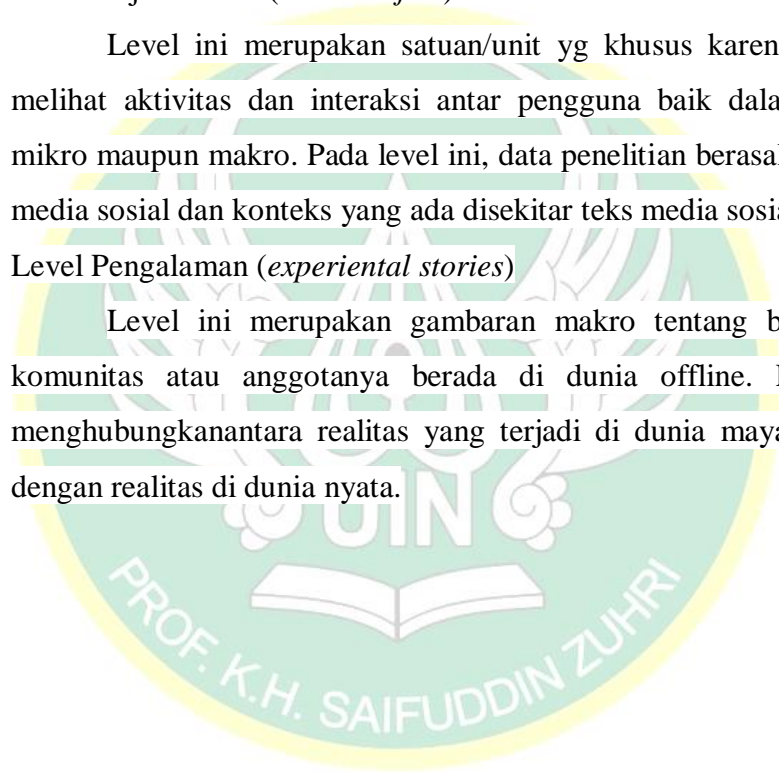 Level ini merupakan satuan/unit yg khusus karen
melihat aktivitas dan interaksi antar pengguna baik dala
mikro maupun makro. Pada level ini, data penelitian berasal
media sosial dan konteks yang ada disekitar teks media sosia
Level Pengalaman (experiental stories)
Level ini merupakan gambaran makro tentang b
komunitas atau anggotanya berada di dunia offline.
menghubungkanantara realitas yang terjadi di dunia maya
dengan realitas di dunia nyata.
UIN
PROF. K.H. SAIFUDDIN ZUHRI